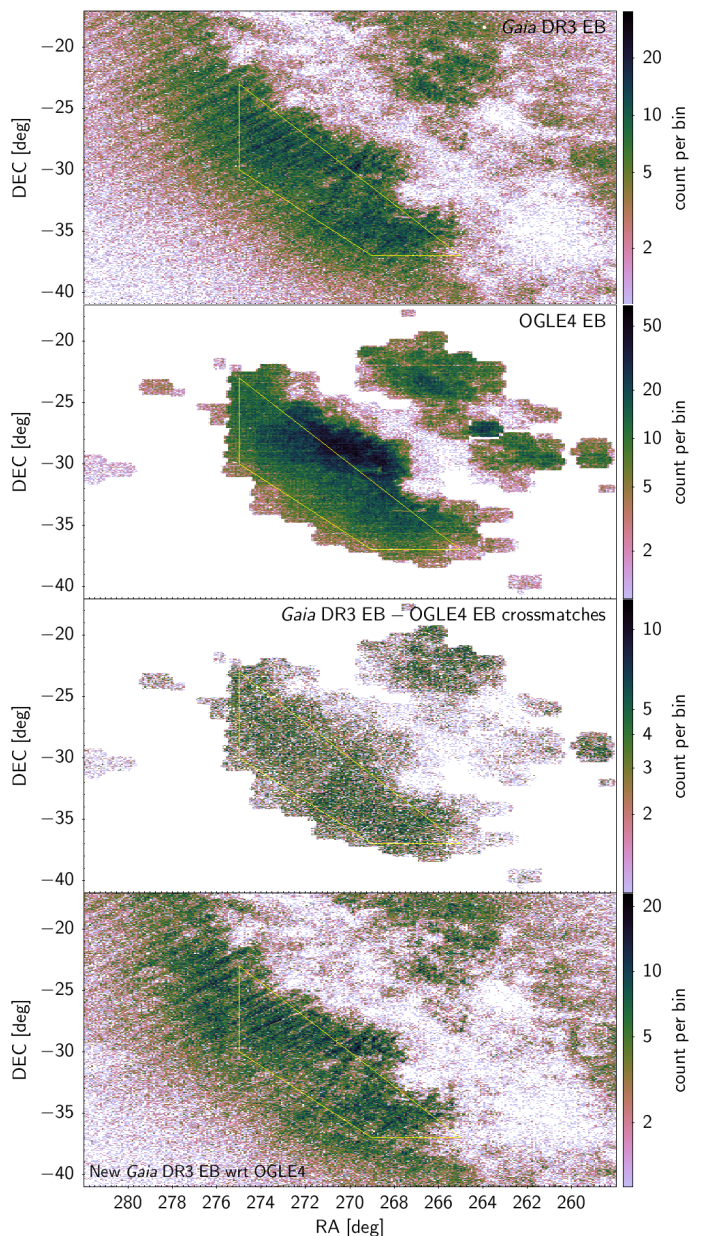 Gaia DR3 EB
−20
−25
−30
−35
−40
DEC [deg]
20
10
5
2
count per bin
OGLE4 EB
−20
−25
−30
−35
−40
DEC [deg]
50
20
10
5
2
count per bin
Gaia DR3 EB − OGLE4 EB crossmatches
−20
−25
−30
−35
−40
DEC [deg]
10
5
4
3
2
count per bin
−20
−25
−30
−35
−40
DEC [deg]
20
10
5
2
count per bin
New Gaia DR3 EB wrt OGLE4
280 278 276 274 272 270 268 266 264 262 260
RA [deg]